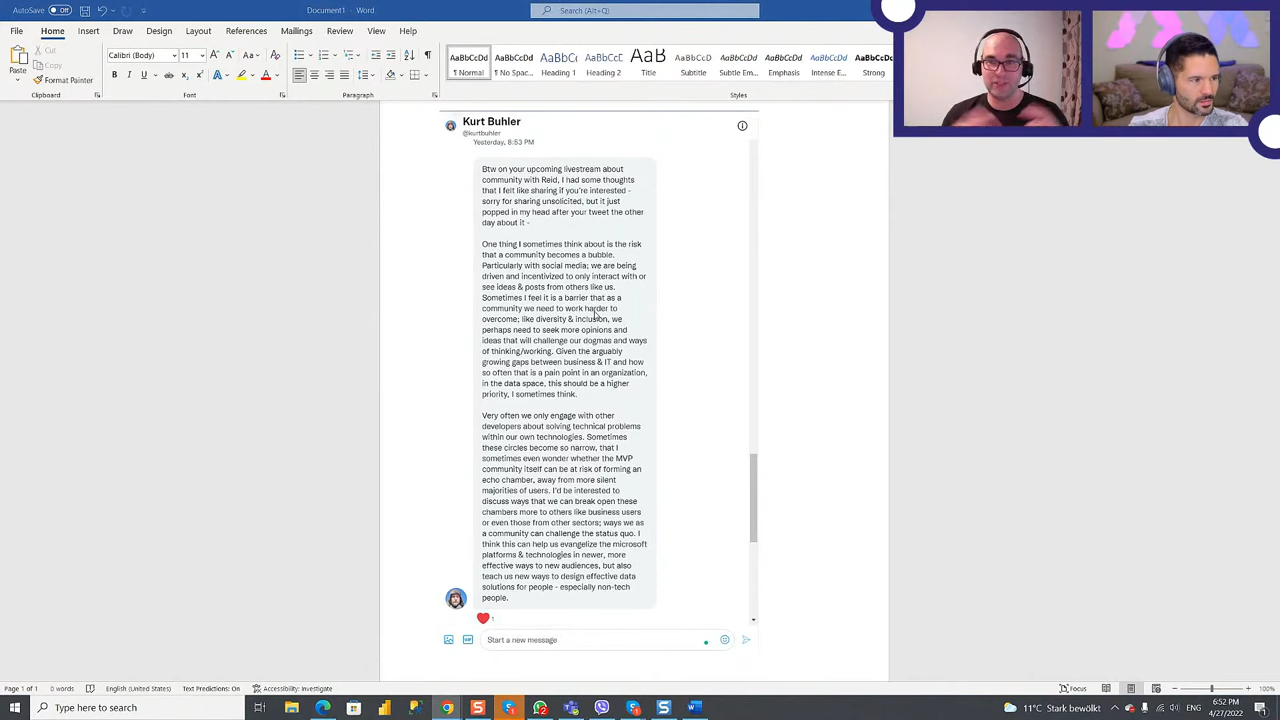 AutoSave Off
Document1 - Word
Search (Alt+Q)
File Home Insert Draw Design Layout References Mailings Review View Help
Paste
Cut
Copy
Format Painter
Clipboard
Calibri (Body) 11
Font
Paragraph
AaBbCcDd AaBbCcDd AaBbC AaBbCcE AaB AaBbCcD AaBbCcDd AaBbCcDd AaBbCcDd AaBbCcDd
¶ Normal ¶ No Spac... Heading 1 Heading 2 Title Subtitle Subtle Em... Emphasis Intense E... Strong
Styles
Kurt Buhler
@kurtbuhler
Yesterday, 8:53 PM
Btw on your upcoming livestream about
community with Reid, I had some thoughts
that I felt like sharing if you're interested -
sorry for sharing unsolicited, but it just
popped in my head after your tweet the other
day about it -
One thing I sometimes think about is the risk
that a community becomes a bubble.
Particularly with social media; we are being
driven and incentivized to only interact with or
see ideas & posts from others like us.
Sometimes I feel it is a barrier that as a
community we need to work harder to
overcome; like diversity & inclusion, we
perhaps need to seek more opinions and
ideas that will challenge our dogmas and ways
of thinking/working. Given the arguably
growing gaps between business & IT and how
so often that is a pain point in an organization,
in the data space, this should be a higher
priority, I sometimes think.
Very often we only engage with other
developers about solving technical problems
within our own technologies. Sometimes
these circles become so narrow, that I
sometimes even wonder whether the MVP
community itself can be at risk of forming an
echo chamber, away from more silent
majorities of users. I'd be interested to
discuss ways that we can break open these
chambers more to others like business users
or even those from other sectors; ways we as
a community can challenge the status quo. I
think this can help us evangelize the microsoft
platforms & technologies in newer, more
effective ways to new audiences, but also
teach us new ways to design effective data
solutions for people - especially non-tech
people.
1
GIF
Start a new message
Page 1 of 1 0 words English (United States) Text Predictions: On Accessibility: Investigate
Focus
100%
Type here to search
11°C Stark bewölkt
6:52 PM
4/27/2022